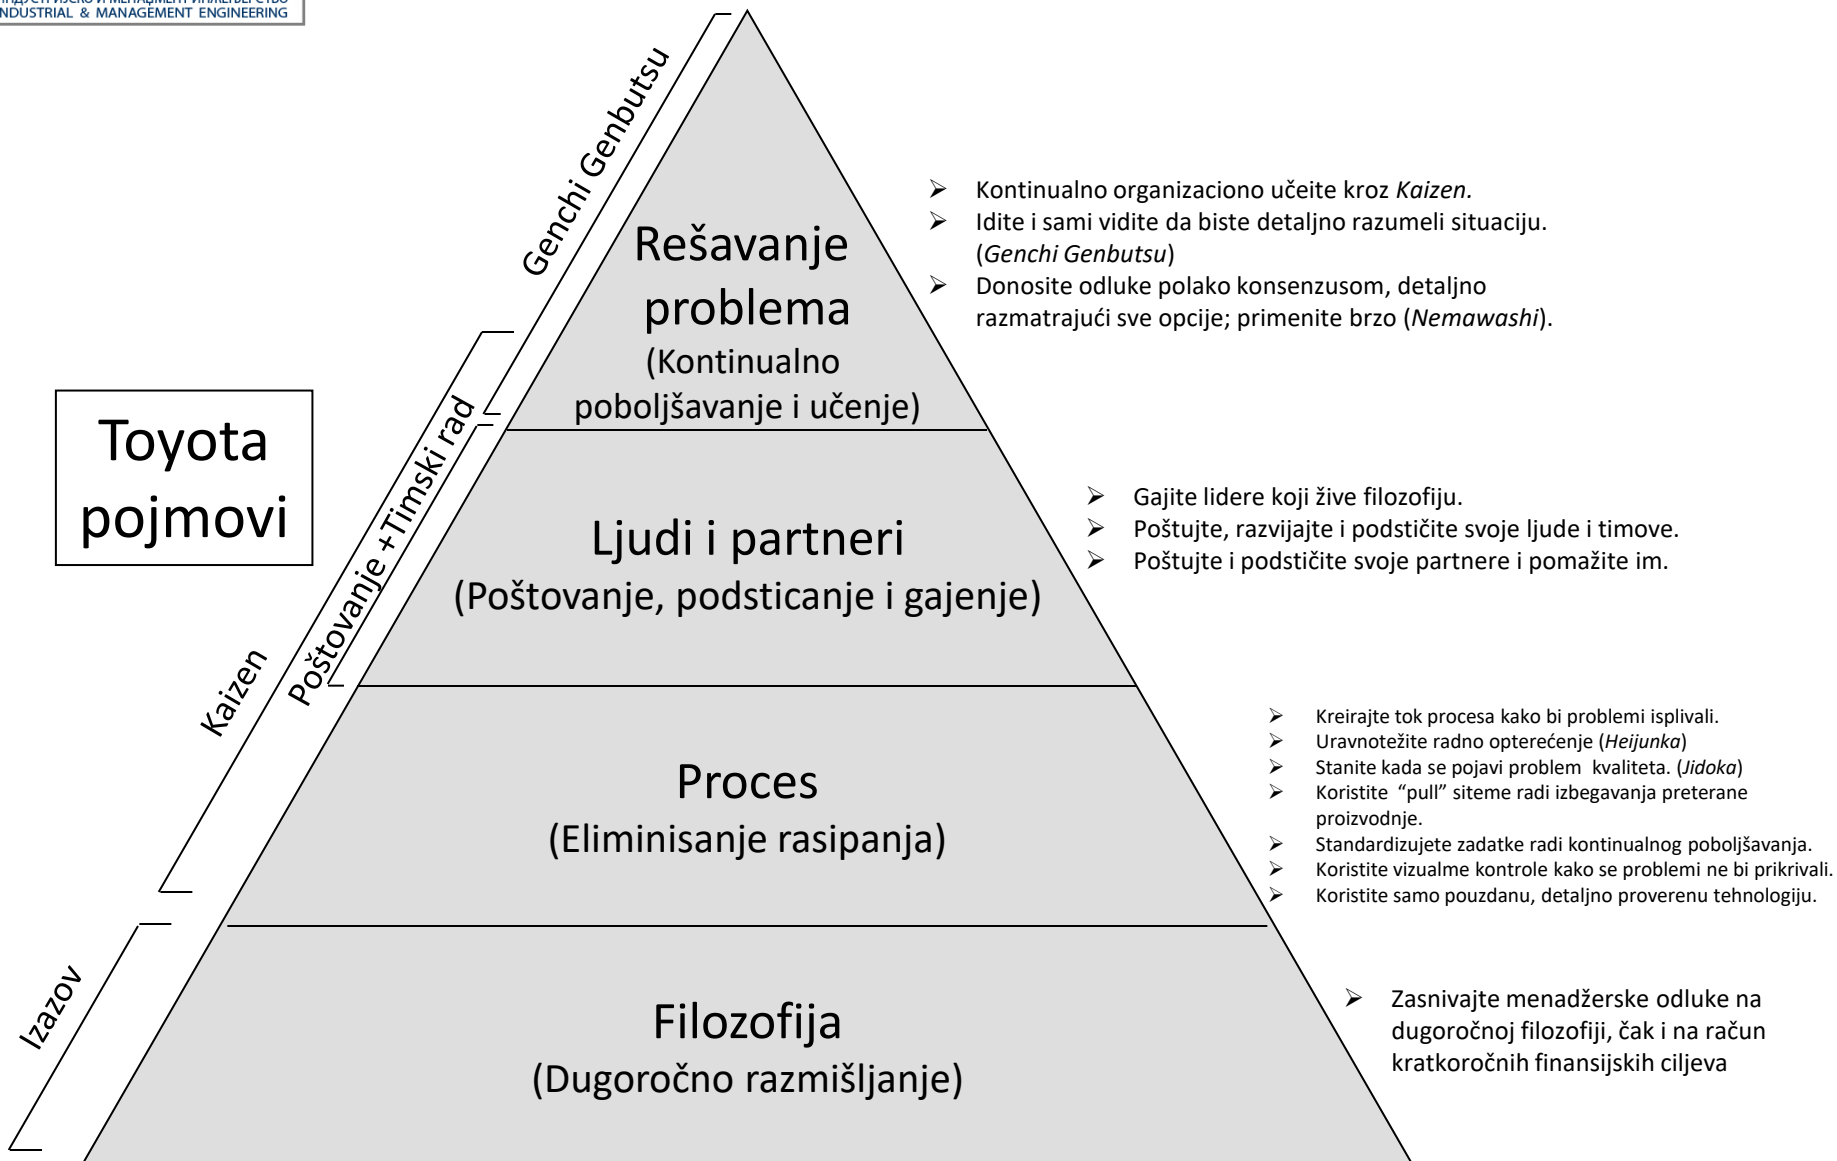 INDUSTRIAL & MANAGEMENT ENGINEERING
Genchi Genbutsu
Rešavanje
problema
(Kontinualno
poboljšavanje i učenje)
➢ Kontinualno organizaciono učeite kroz Kaizen.
➢ Idite i sami vidite da biste detaljno razumeli situaciju.
(Genchi Genbutsu)
➢ Donosite odluke polako konsenzusom, detaljno
razmatrajući sve opcije; primenite brzo (Nemawashi).
Toyota
pojmovi
Poštovanje +Timski rad
Ljudi i partneri
(Poštovanje, podsticanje i gajenje)
➢ Gajite lidere koji žive filozofiju.
➢ Poštujte, razvijajte i podstičite svoje ljude i timove.
➢ Poštujte i podstičite svoje partnere i pomažite im.
Kaizen
Proces
(Eliminisanje rasipanja)
➢ Kreirajte tok procesa kako bi problemi isplivali.
➢ Uravnotežite radno opterećenje (Heijunka)
➢ Stanite kada se pojavi problem  kvaliteta. (Jidoka)
➢ Koristite  “pull” siteme radi izbegavanja preterane
proizvodnje.
➢ Standardizujete zadatke radi kontinualnog poboljšavanja.
➢ Koristite vizualme kontrole kako se problemi ne bi prikrivali.
➢ Koristite samo pouzdanu, detaljno proverenu tehnologiju.
Izazov
Filozofija
(Dugoročno razmišljanje)
➢ Zasnivajte menadžerske odluke na
dugoročnoj filozofiji, čak i na račun
kratkoročnih finansijskih ciljeva